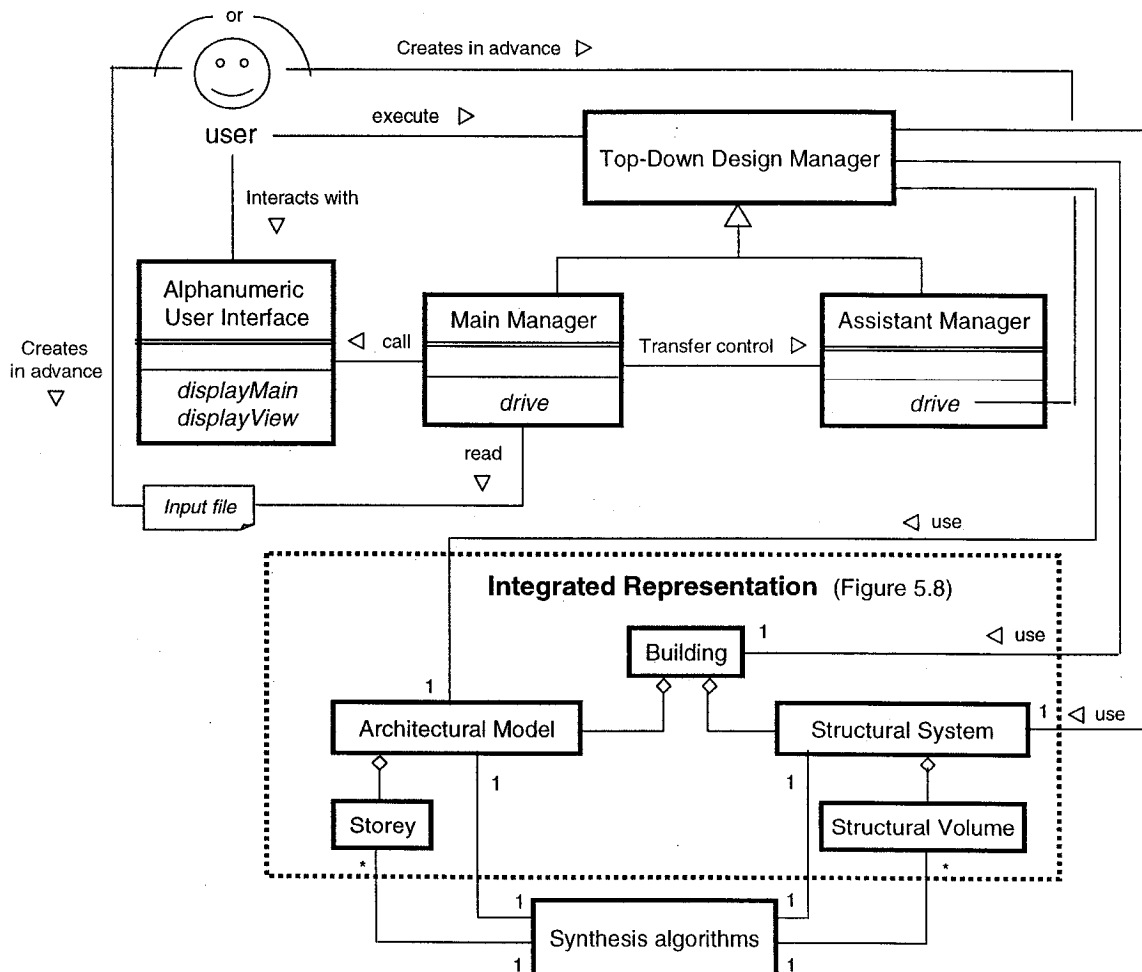 or
Creates in advance
user
execute
Top-Down Design Manager
Interacts with
Alphanumeric
User Interface
displayMain
displayView
call
Main Manager
drive
Transfer control
Assistant Manager
drive
Creates
in advance
read
Input file
use
Integrated Representation (Figure 5.8)
Building
1
use
1
Architectural Model
Structural System
1
use
1
1
Storey
Structural Volume
*
*
1
1
Synthesis algorithms
1
1